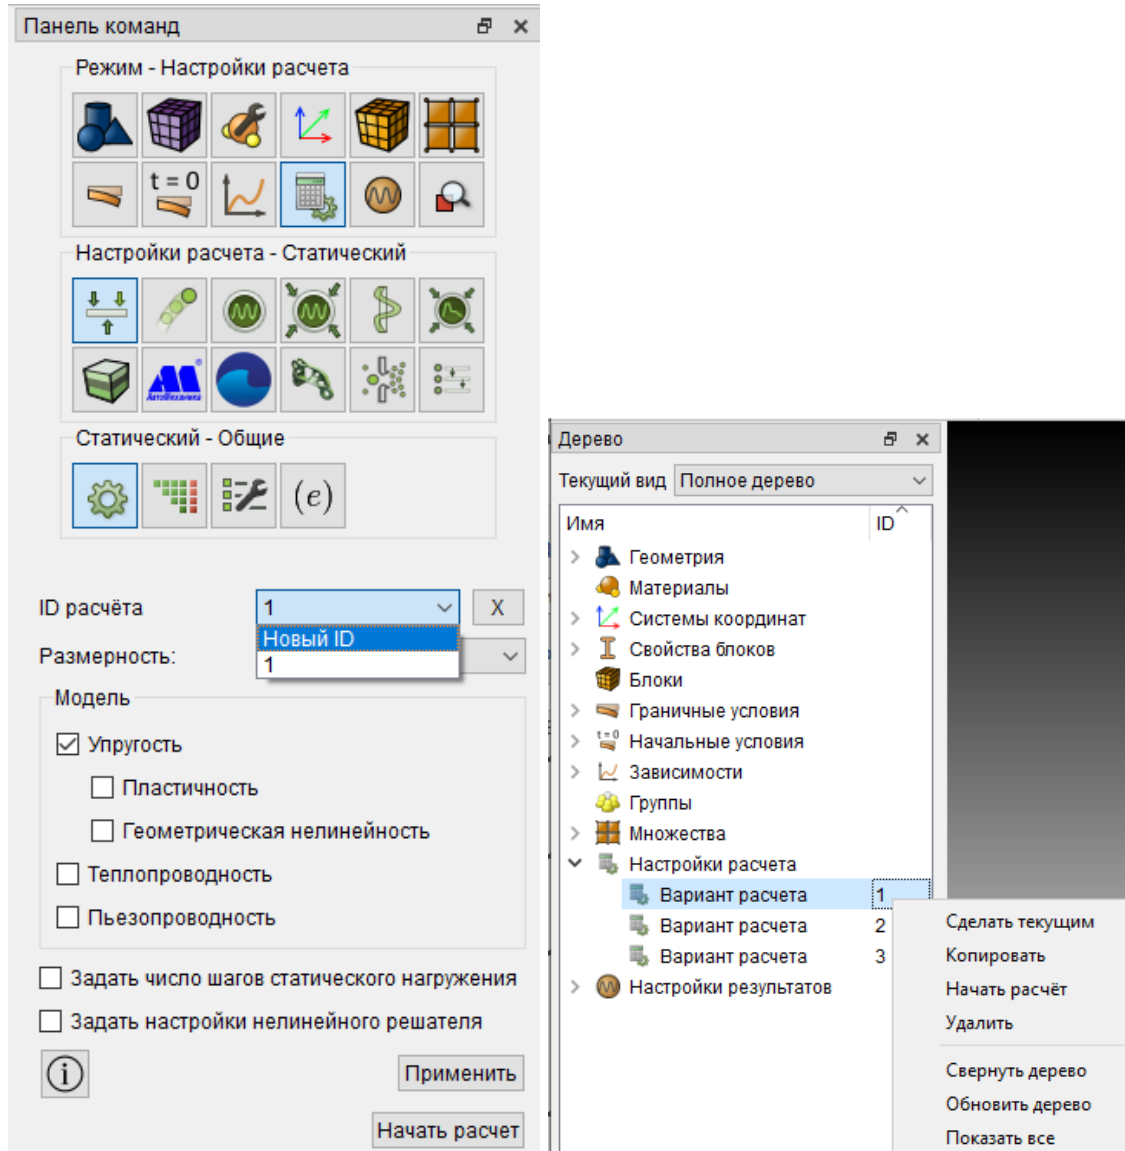 Панель команд
Режим - Настройки расчета
t = 0
Настройки расчета - Статический
АвтоМеханика
Статический - Общие
(e)
ID расчёта
1
X
Новый ID
1
Размерность:
Модель
Упругость
Пластичность
Геометрическая нелинейность
Теплопроводность
Пьезопроводность
Задать число шагов статического нагружения
Задать настройки нелинейного решателя
i
Применить
Начать расчет
Дерево
Текущий вид Полное дерево
Имя ID
Геометрия
Материалы
Системы координат
Свойства блоков
Блоки
Граничные условия
t=0 Начальные условия
Зависимости
Группы
Множества
Настройки расчета
Вариант расчета 1
Вариант расчета 2
Вариант расчета 3
Настройки результатов
Сделать текущим
Копировать
Начать расчёт
Удалить
Свернуть дерево
Обновить дерево
Показать все